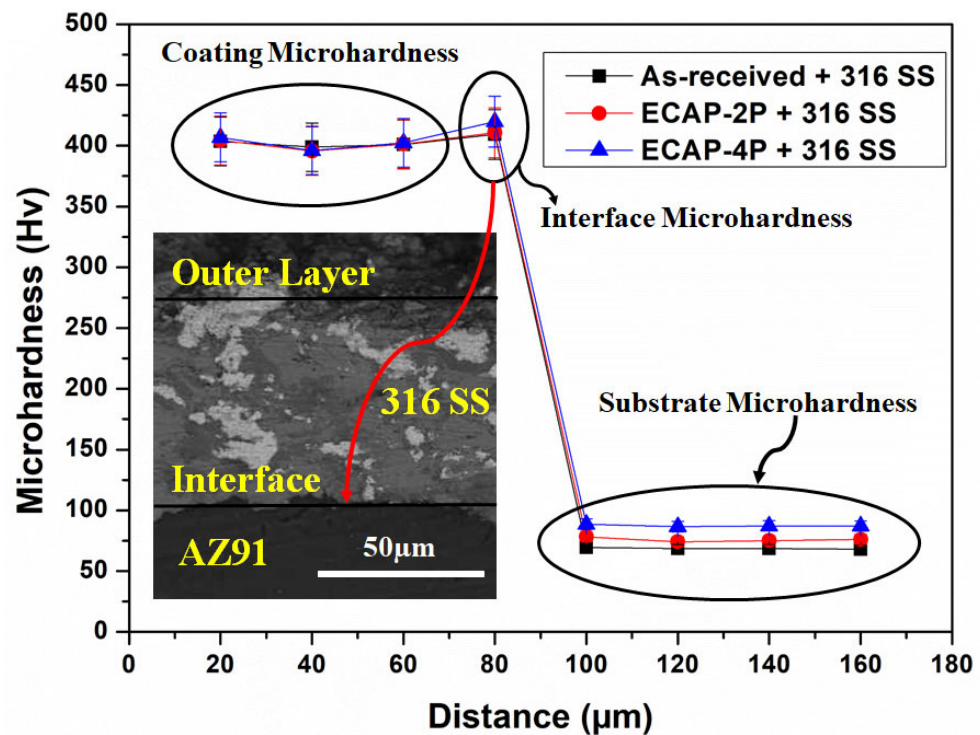 500
450
400
350
300
250
200
150
100
50
0
Microhardness (Hv)
Coating Microhardness
As-received + 316 SS
ECAP-2P + 316 SS
ECAP-4P + 316 SS
Interface Microhardness
Outer Layer
316 SS
Substrate Microhardness
Interface
AZ91
50μm
0 20 40 60 80 100 120 140 160 180
Distance (μm)